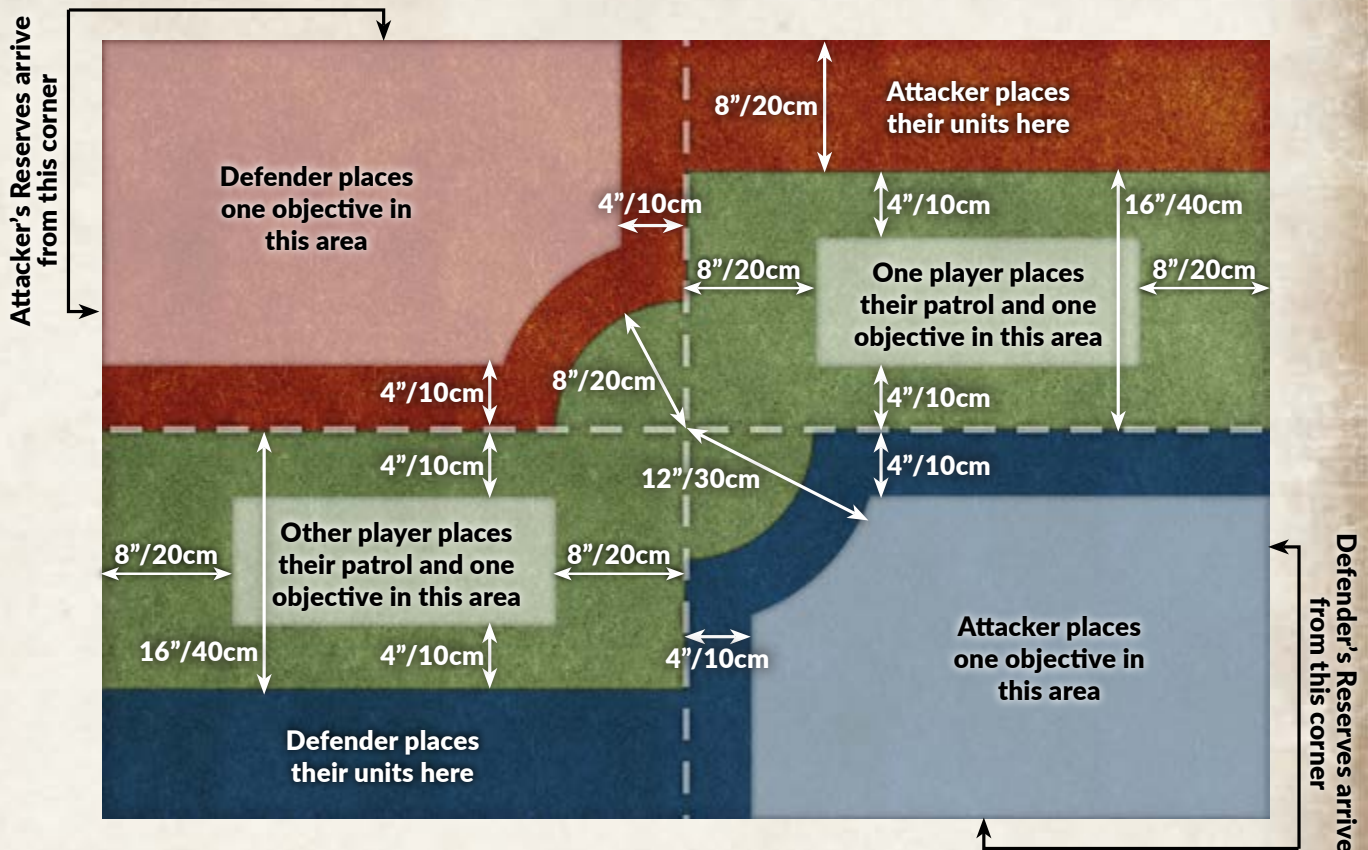 Attacker’s Reserves arrive
from this corner
Defender places
one objective in
this area
8”/20cm
Attacker places
their units here
4”/10cm
4”/10cm
16”/40cm
8”/20cm
One player places
their patrol and one
objective in this area
8”/20cm
4”/10cm
8”/20cm
4”/10cm
4”/10cm
12”/30cm
4”/10cm
8”/20cm
Other player places
their patrol and one
objective in this area
8”/20cm
16”/40cm
4”/10cm
4”/10cm
Attacker places
one objective in
this area
Defender places
their units here
Defender’s Reserves arrive
from this corner